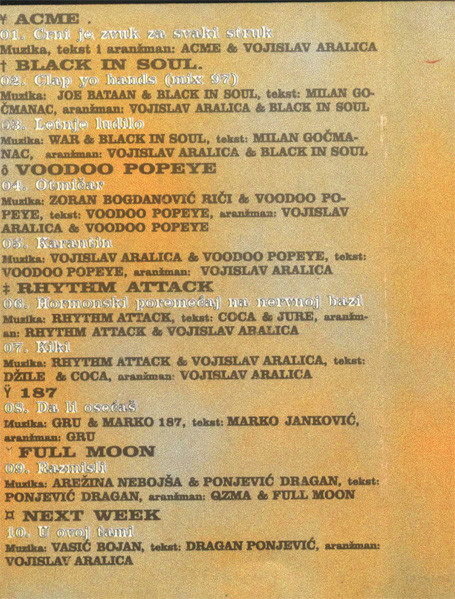 ¥ ACME .
01. Crni je zvuk za svaki struk
Muzika, tekst i aranžman: ACME & VOJISLAV ARALICA
† BLACK IN SOUL.
02. Clap yo hands (mix 97)
Muzika: JOE BATAAN & BLACK IN SOUL, tekst: MILAN GO-
ČMANAC, aranžman: VOJISLAV ARALICA & BLACK IN SOUL
03. Letnje ludilo
Muzika: WAR & BLACK IN SOUL, tekst: MILAN GOČMA-
NAC, aranžman: VOJISLAV ARALICA & BLACK IN SOUL
ō VOODOO POPEYE
04. Otmičar
Muzika: ZORAN BOGDANOVIĆ RIČI & VOODOO PO-
PEYE, tekst: VOODOO POPEYE, aranžman: VOJISLAV
ARALICA & VOODOO POPEYE
05. Karantin
Muzika: VOJISLAV ARALICA & VOODOO POPEYE, tekst:
VOODOO POPEYE, aranžman: VOJISLAV ARALICA
‡ RHYTHM ATTACK
06. Hormonski poremećaj na nervnoj bazi
Muzika: RHYTHM ATTACK, tekst: COCA & JURE, aranžm-
an: RHYTHM ATTACK & VOJISLAV ARALICA
07. Kiki
Muzika: RHYTHM ATTACK & VOJISLAV ARALICA, tekst:
DŽILE & COCA, aranžman: VOJISLAV ARALICA
Ÿ 187
08. Da li osećaš
Muzika: GRU & MARKO 187, tekst: MARKO JANKOVIĆ,
aranžman: GRU
FULL MOON
09. Razmisli
Muzika: AREŽINA NEBOJŠA & PONJEVIĆ DRAGAN, tekst:
PONJEVIĆ DRAGAN, aranžman: QZMA & FULL MOON
¤ NEXT WEEK
10. U ovoj tami
Muzika: VASIĆ BOJAN, tekst: DRAGAN PONJEVIĆ, aranžman:
VOJISLAV ARALICA